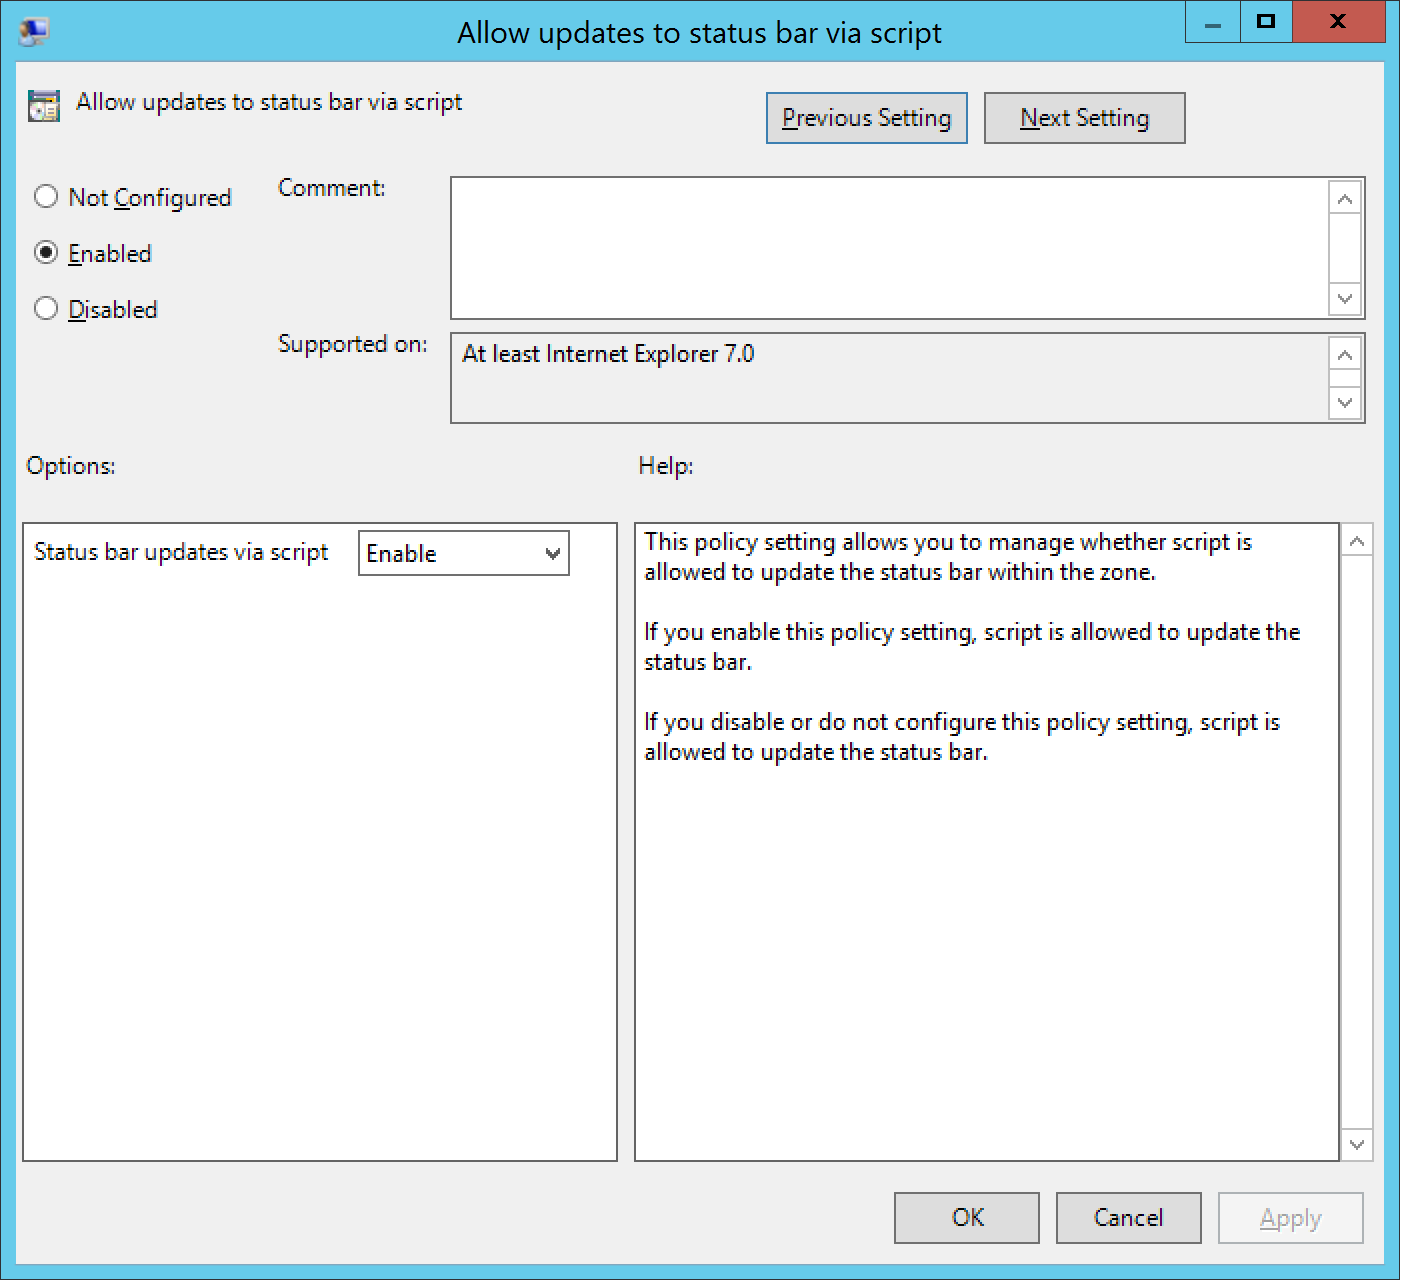 Allow updates to status bar via script
Allow updates to status bar via script
Previous Setting
Next Setting
Not Configured
Enabled
Disabled
Comment:
Supported on:
At least Internet Explorer 7.0
Options:
Help:
Status bar updates via script
Enable
This policy setting allows you to manage whether script is
allowed to update the status bar within the zone.
If you enable this policy setting, script is allowed to update the
status bar.
If you disable or do not configure this policy setting, script is
allowed to update the status bar.
OK
Cancel
Apply